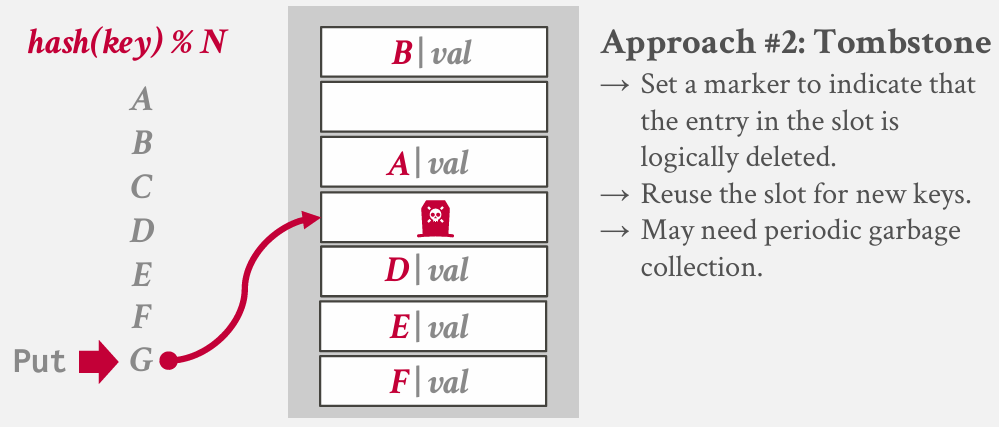 hash(key) % N
A
B
C
D
E
F
Put G
B|val
A|val
D|val
E|val
F|val
Approach #2: Tombstone
→ Set a marker to indicate that
the entry in the slot is
logically deleted.
→ Reuse the slot for new keys.
→ May need periodic garbage
collection.